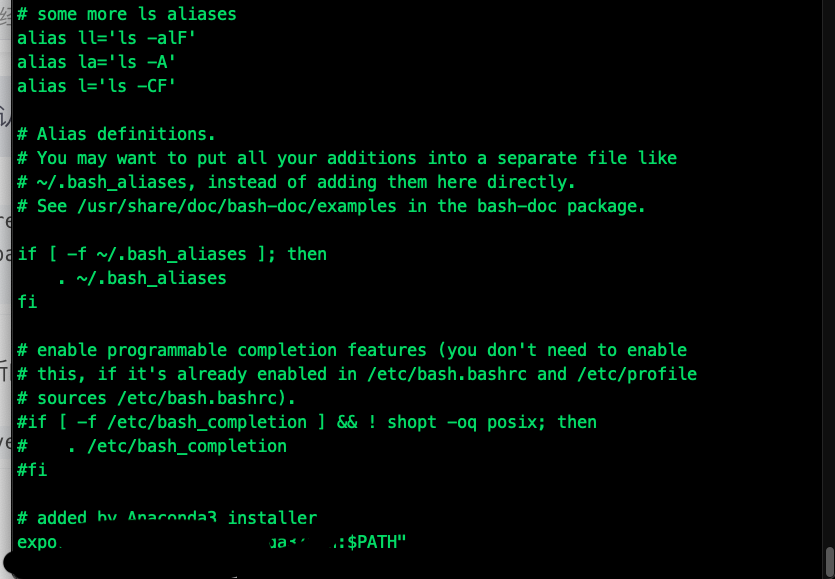 # some more ls aliases
alias ll='ls -alF'
alias la='ls -A'
alias l='ls -CF'
# Alias definitions.
# You may want to put all your additions into a separate file like
# ~/.bash_aliases, instead of adding them here directly.
# See /usr/share/doc/bash-doc/examples in the bash-doc package.
if [ -f ~/.bash_aliases ]; then
    . ~/.bash_aliases
fi
# enable programmable completion features (you don't need to enable
# this, if it's already enabled in /etc/bash.bashrc and /etc/profile
# sources /etc/bash.bashrc).
#if [ -f /etc/bash_completion ] && ! shopt -oq posix; then
#    . /etc/bash_completion
#fi
# added by Anaconda3 installer
:$PATH"